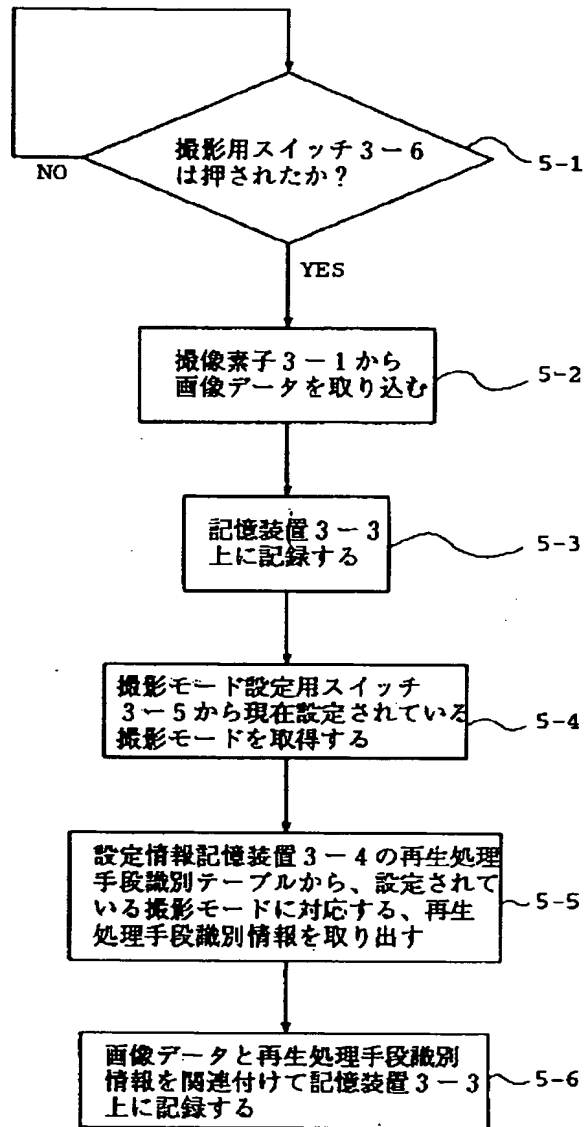 撮影用スイッチ3-6
は押されたか?
5-1
NO
YES
撮像素子3-1から
画像データを取り込む
5-2
記憶装置3-3
上に記録する
5-3
撮影モード設定用スイッチ
3-5から現在設定されている
撮影モードを取得する
5-4
設定情報記憶装置3-4の再生処理
手段識別テーブルから、設定されて
いる撮影モードに対応する、再生
処理手段識別情報を取り出す
5-5
画像データと再生処理手段識別
情報を関連付けて記憶装置3-3
上に記録する
5-6